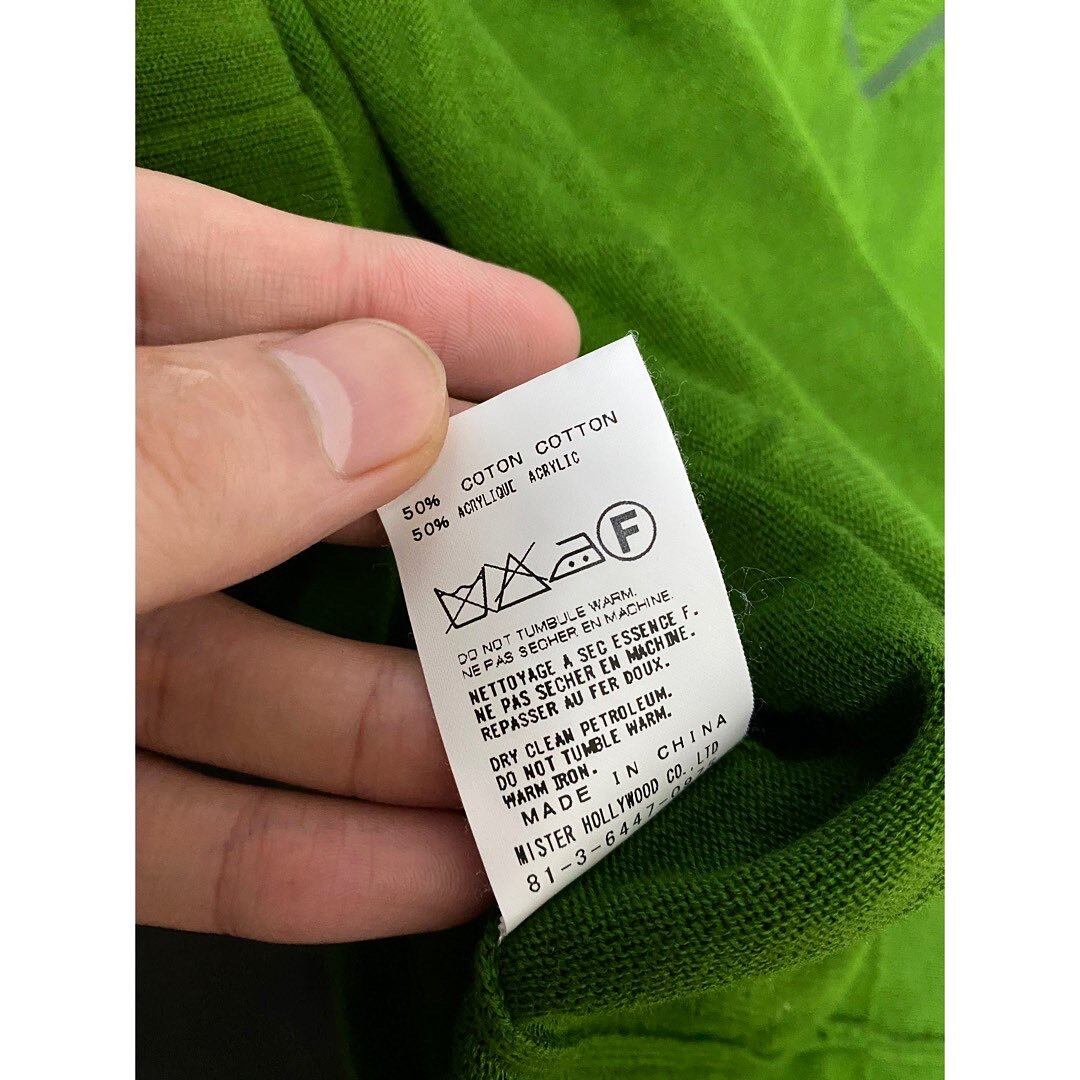 50% COTON COTTON
50% ACRYLIQUE ACRYLIC
F
DO NOT TUMBULE WARM.
NE PAS SECHER EN MACHINE.
NETTOYAGE A SEC ESSENCE F.
NE PAS SECHER EN MACHINE.
REPASSER AU FER DOUX.
DRY CLEAN PETROLEUM.
DO NOT TUMBLE WARM.
WARM IRON.
MADE IN CHINA
MISTER HOLLYWOOD CO.,LTD